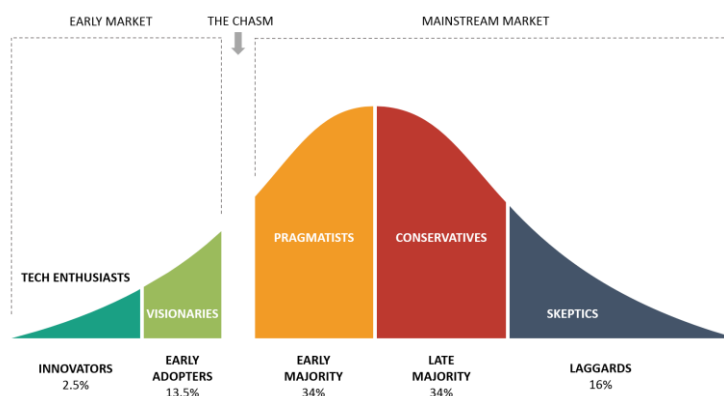 EARLY MARKET
THE CHASM
MAINSTREAM MARKET
TECH ENTHUSIASTS
VISIONARIES
PRAGMATISTS
CONSERVATIVES
SKEPTICS
INNOVATORS
2.5%
EARLY
ADOPTERS
13.5%
EARLY
MAJORITY
34%
LATE
MAJORITY
34%
LAGGARDS
16%